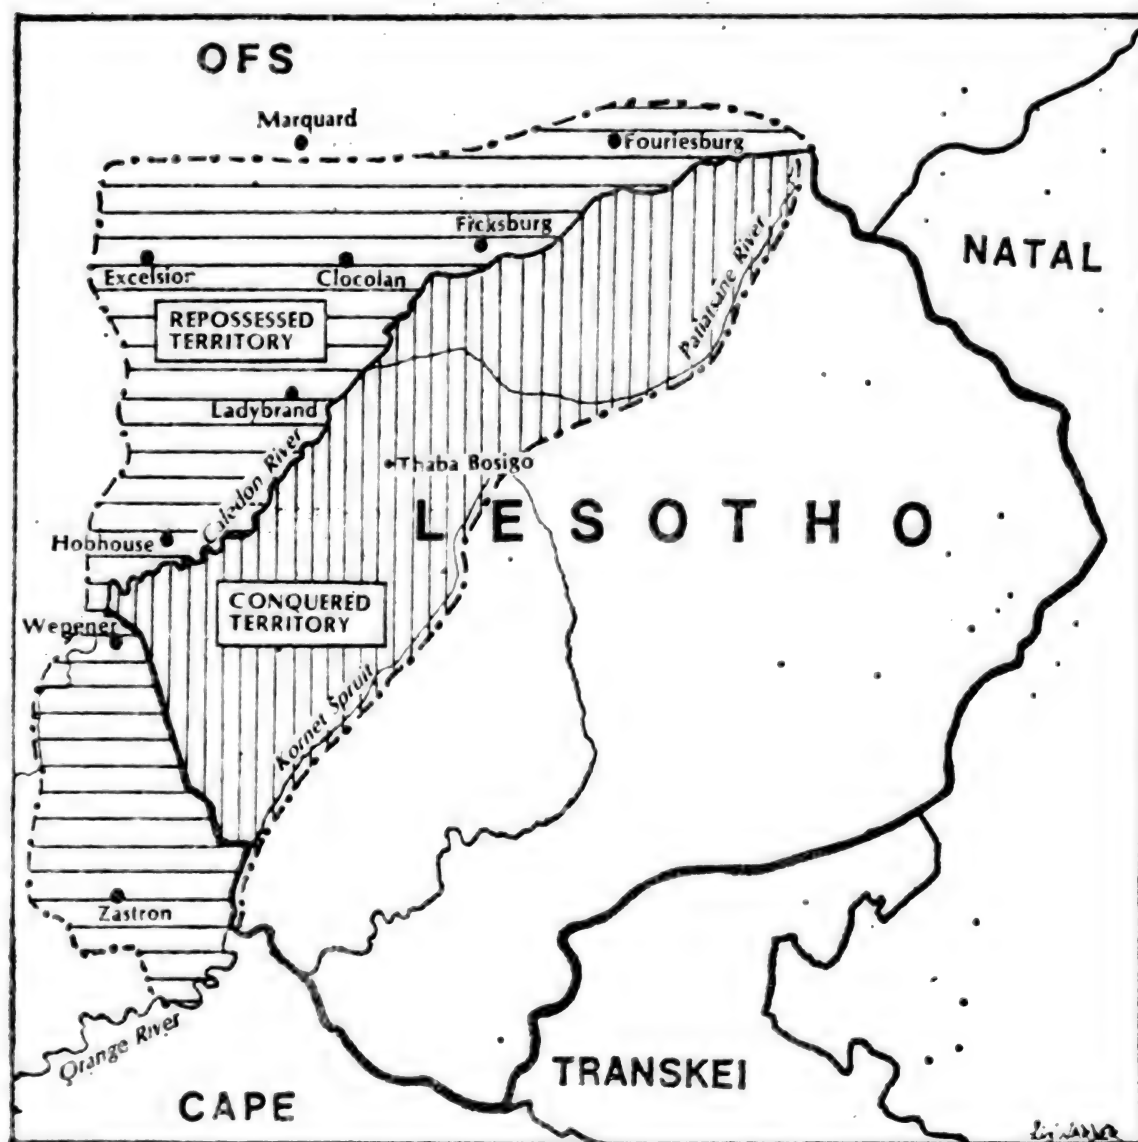 OFS
Marquard
Fouriesburg
Ficksburg
NATAL
Excelsior
Clocolan
REPOSSESSED
TERRITORY
Ladybrand
Caledon River
Thaba Bosigo
LESOTHO
Hobhouse
CONQUERED
TERRITORY
Wepener
Kornet Spruit
Zastron
Orange River
TRANSKEI
CAPE
River